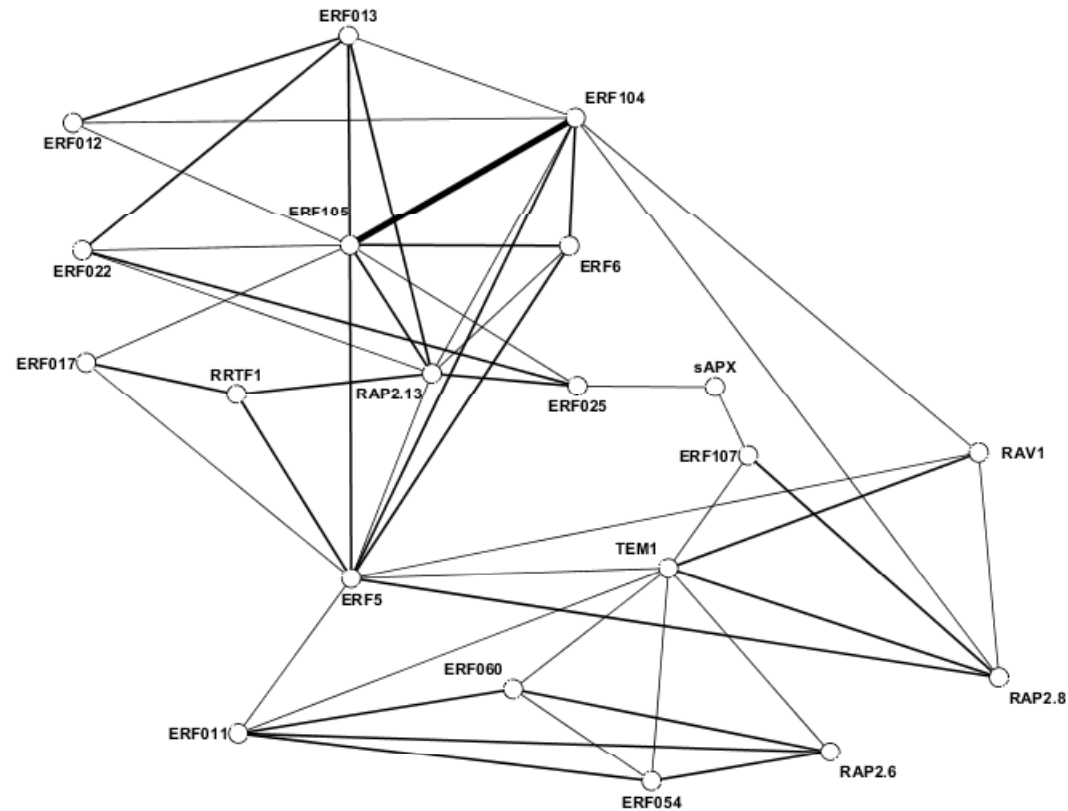 ERF013
ERF104
ERF012
ERF105
ERF022
ERF6
ERF017
RRTF1
sAPX
RAP2.13
ERF025
ERF107
RAV1
TEM1
ERF5
ERF060
RAP2.8
ERF011
RAP2.6
ERF054